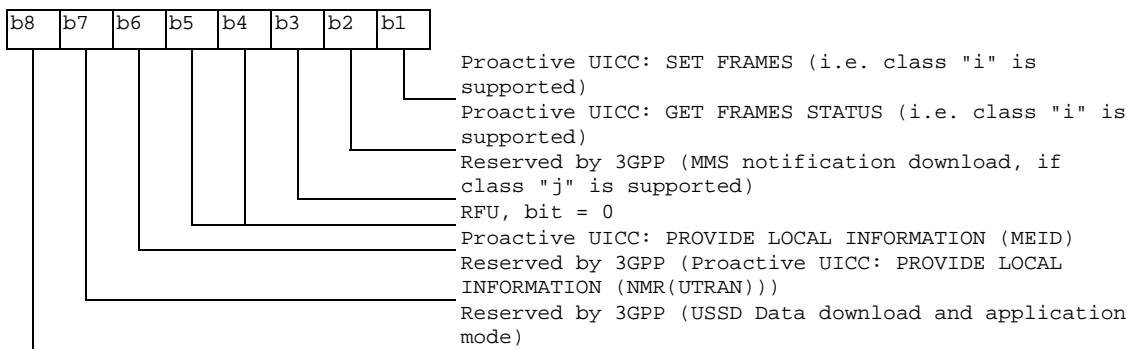 b8 b7 b6 b5 b4 b3 b2 b1
Proactive UICC: SET FRAMES (i.e. class "i" is
supported)
Proactive UICC: GET FRAMES STATUS (i.e. class "i" is
supported)
Reserved by 3GPP (MMS notification download, if
class "j" is supported)
RFU, bit = 0
Proactive UICC: PROVIDE LOCAL INFORMATION (MEID)
Reserved by 3GPP (Proactive UICC: PROVIDE LOCAL
INFORMATION (NMR(UTRAN)))
Reserved by 3GPP (USSD Data download and application
mode)